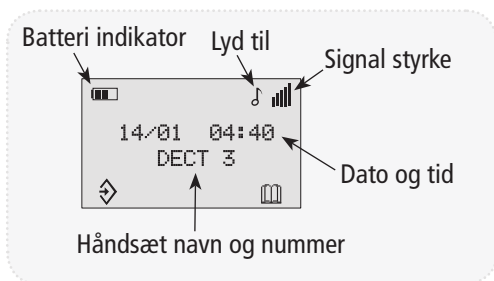 Batteri indikator
Lyd til
Signal styrke
14/01 04:40
DECT 3
Dato og tid
Håndsæt navn og nummer